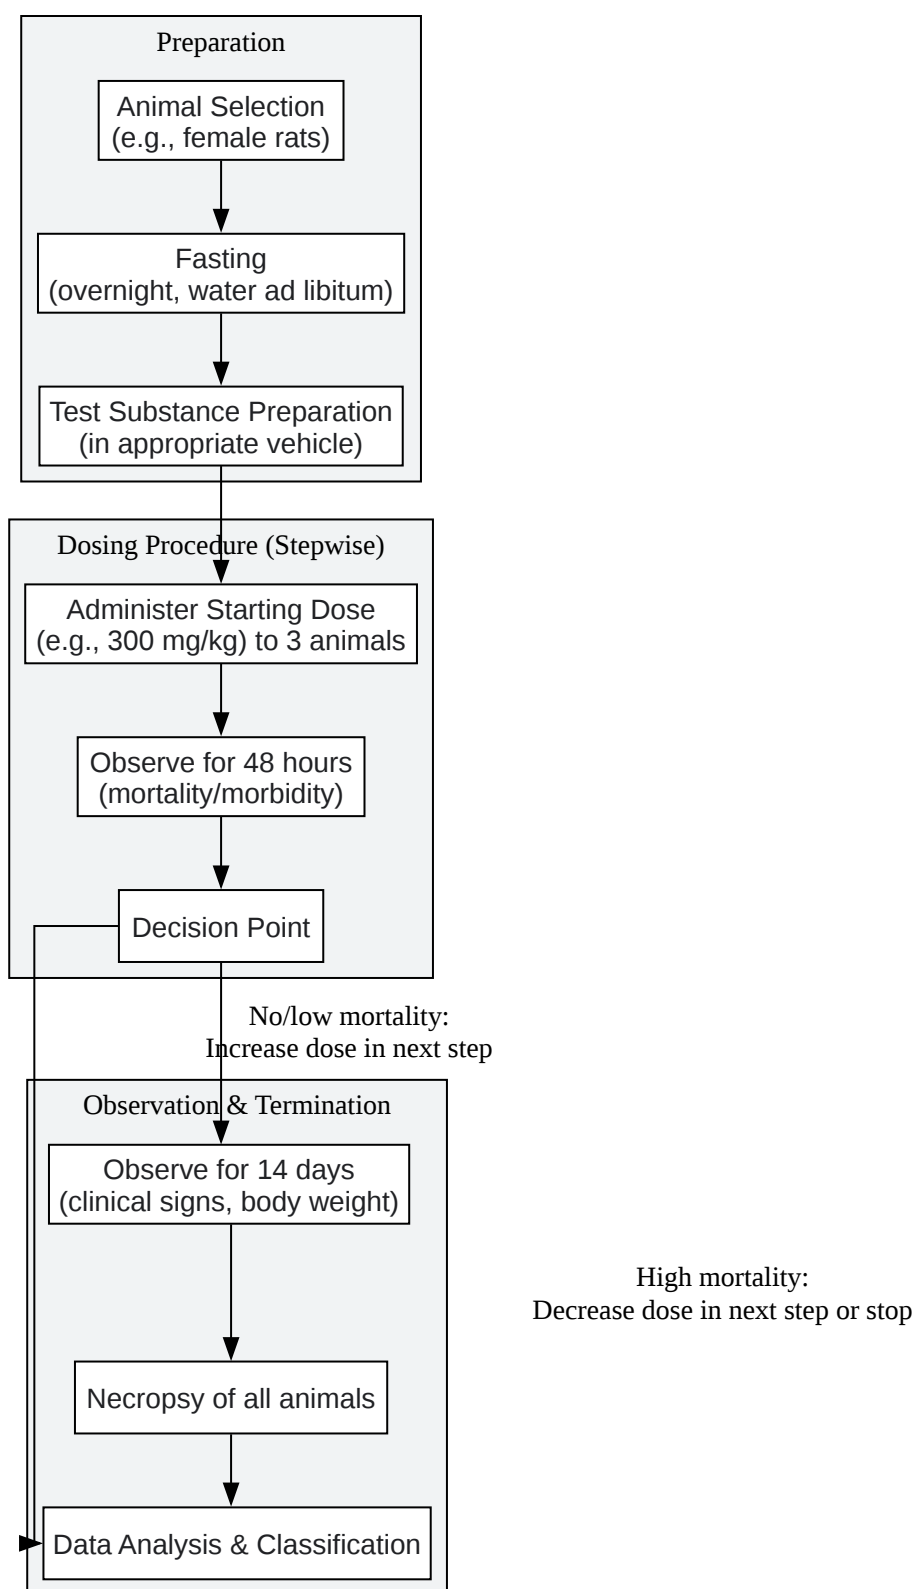 Preparation
Animal Selection
(e.g., female rats)
Fasting
(overnight, water ad libitum)
Test Substance Preparation
(in appropriate vehicle)
Dosing Procedure (Stepwise)
Administer Starting Dose
(e.g., 300 mg/kg) to 3 animals
Observe for 48 hours
(mortality/morbidity)
Decision Point
No/low mortality:
Increase dose in next step
Observation & Termination
Observe for 14 days
(clinical signs, body weight)
High mortality:
Decrease dose in next step or stop
Necropsy of all animals
Data Analysis & Classification